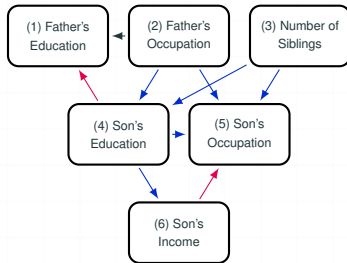 (1) Father's
Education
(2) Father's
Occupation
(3) Number of
Siblings
(4) Son's
Education
(5) Son's
Occupation
(6) Son's
Income